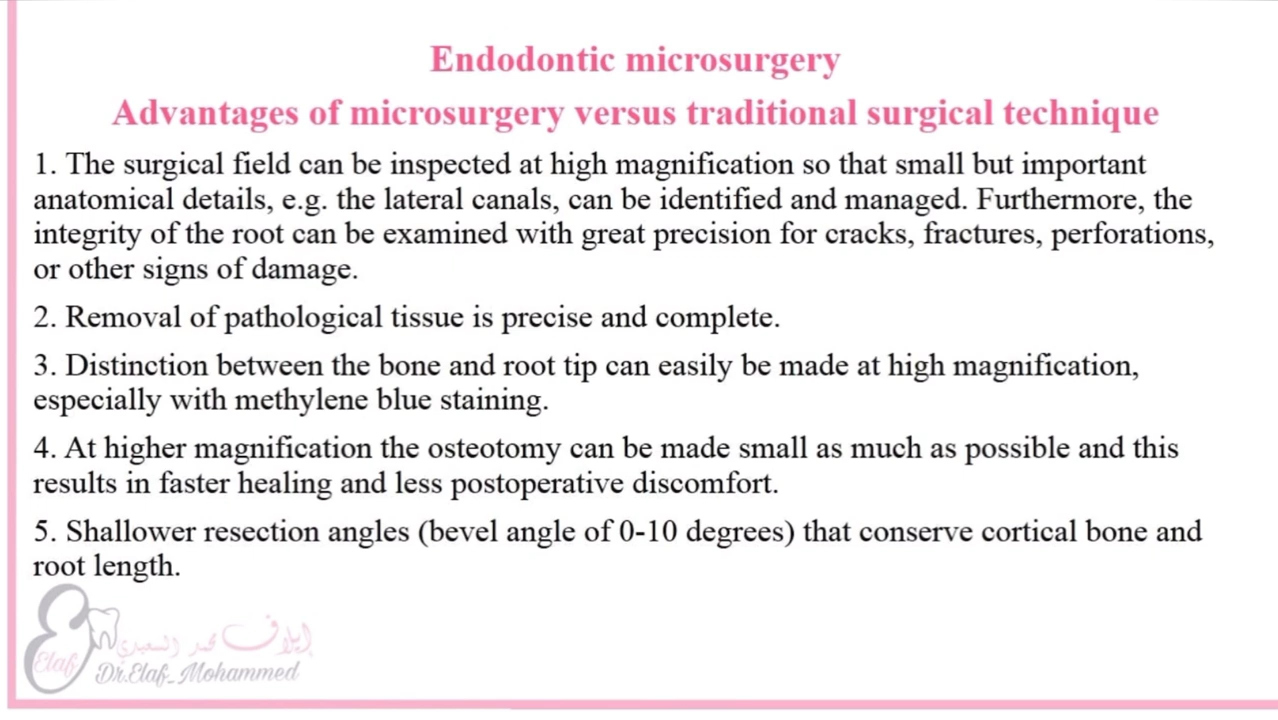 Endodontic microsurgery
Advantages of microsurgery versus traditional surgical technique
1. The surgical field can be inspected at high magnification so that small but important
anatomical details, e.g. the lateral canals, can be identified and managed. Furthermore, the
integrity of the root can be examined with great precision for cracks, fractures, perforations,
or other signs of damage.
2. Removal of pathological tissue is precise and complete.
3. Distinction between the bone and root tip can easily be made at high magnification,
especially with methylene blue staining.
4. At higher magnification the osteotomy can be made small as much as possible and this
results in faster healing and less postoperative discomfort.
5. Shallower resection angles (bevel angle of 0-10 degrees) that conserve cortical bone and
root length.
إيلاف محمد السعيدي
Elaf
Dr.Elaf_Mohammed